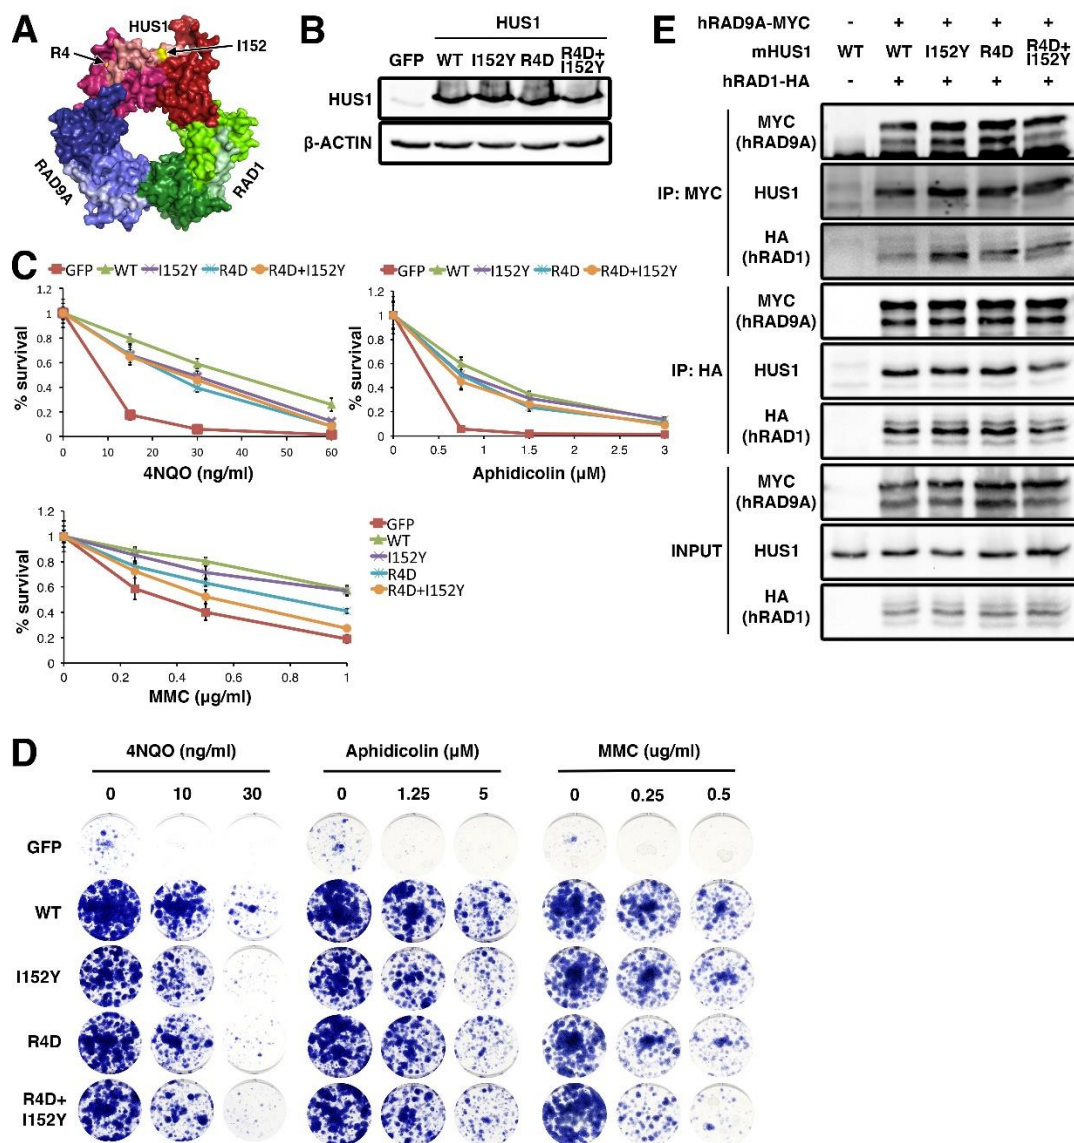 A
HUS1
R4
I152
RAD9A
RAD1
B
HUS1
GFP WT I152Y R4D R4D+
I152Y
HUS1
β-ACTIN
C
GFP WT I152Y R4D R4D+I152Y
1.2
1
0.8
0.6
0.4
0.2
0
% survival
0 10 20 30 40 50 60
4NQO (ng/ml)
GFP WT I152Y R4D R4D+I152Y
1.2
1
0.8
0.6
0.4
0.2
0
% survival
0 0.5 1 1.5 2 2.5 3
Aphidicolin (μM)
1.2
1
0.8
0.6
0.4
0.2
0
% survival
0 0.2 0.4 0.6 0.8 1
MMC (μg/ml)
GFP
WT
I152Y
R4D
R4D+I152Y
D
4NQO (ng/ml) Aphidicolin (μM) MMC (ug/ml)
0 10 30 0 1.25 5 0 0.25 0.5
GFP
WT
I152Y
R4D
R4D+
I152Y
E
hRAD9A-MYC - + + + +
mHUS1 WT WT I152Y R4D R4D+
I152Y
hRAD1-HA - + + + +
IP: MYC
MYC
(hRAD9A)
HUS1
HA
(hRAD1)
IP: HA
MYC
(hRAD9A)
HUS1
HA
(hRAD1)
INPUT
MYC
(hRAD9A)
HUS1
HA
(hRAD1)